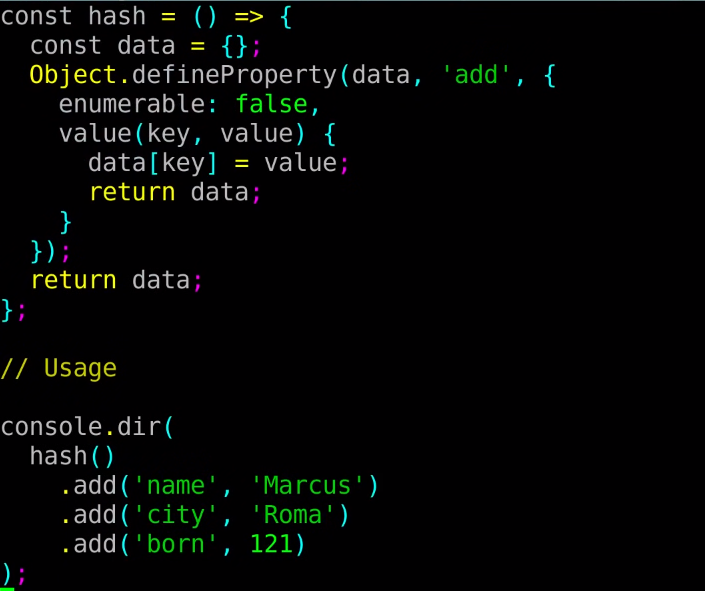 const hash = () => {
  const data = {};
  Object.defineProperty(data, 'add', {
    enumerable: false,
    value(key, value) {
      data[key] = value;
      return data;
    }
  });
  return data;
};

// Usage

console.dir(
  hash()
    .add('name', 'Marcus')
    .add('city', 'Roma')
    .add('born', 121)
);